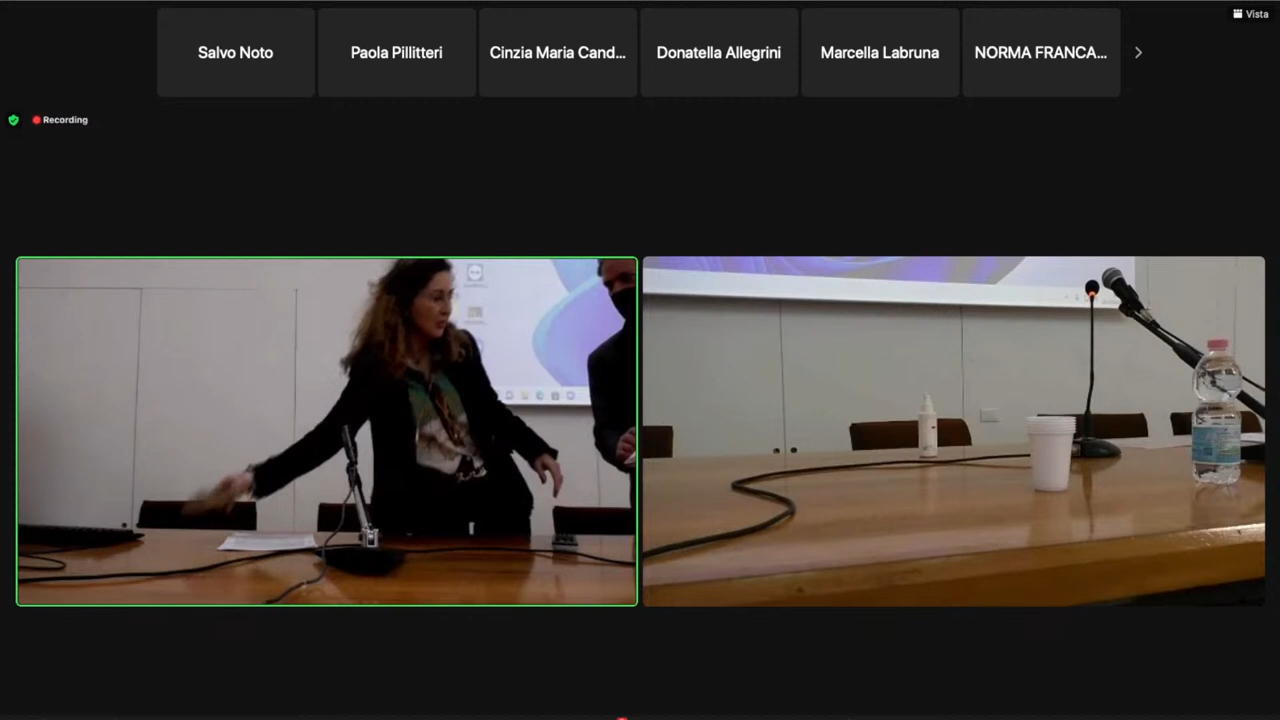 Vista
Salvo Noto
Paola Pillitteri
Cinzia Maria Cand...
Donatella Allegrini
Marcella Labruna
NORMA FRANCA...
Recording